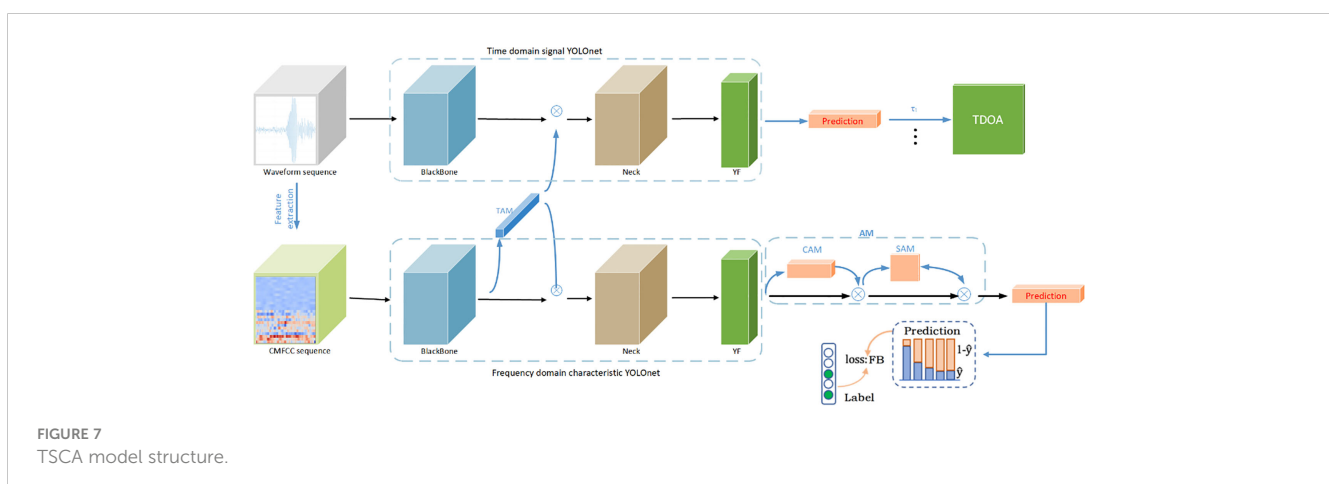 Time domain signal YOLOnet
Waveform sequence
BlackBone
Neck
YF
Prediction
τ:
TDOA
Feature
extraction
TAM
CMFCC sequence
BlackBone
Neck
YF
AM
CAM
SAM
Prediction
Frequency domain characteristic YOLOnet
Prediction
1-ŷ
ŷ
loss:FB
Label
FIGURE 7
TSCA model structure.